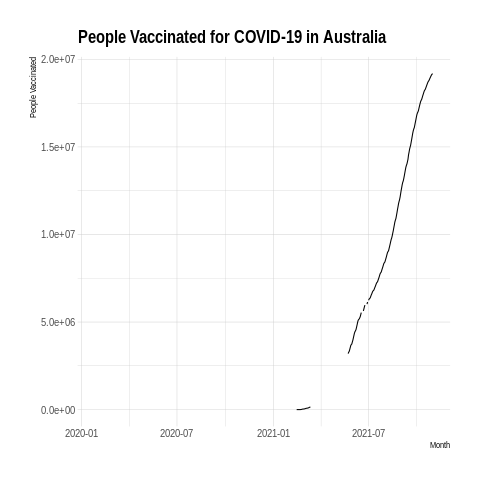 People Vaccinated for COVID-19 in Australia
People Vaccinated
2.0e+07
1.5e+07
1.0e+07
5.0e+06
0.0e+00
2020-01
2020-07
2021-01
2021-07
Month